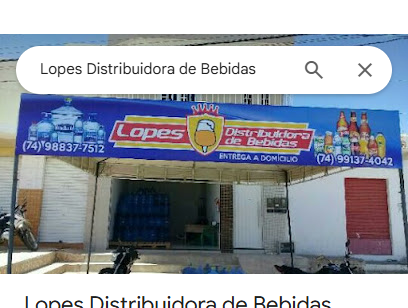 Lopes Distribuidora de Bebidas
Lopes
Distribuidora
de Bebidas
ENTREGA A DOMICILIO
(74) 98837-7512
(74) 99137-4042
Lopes Distribuidora de Bebidas